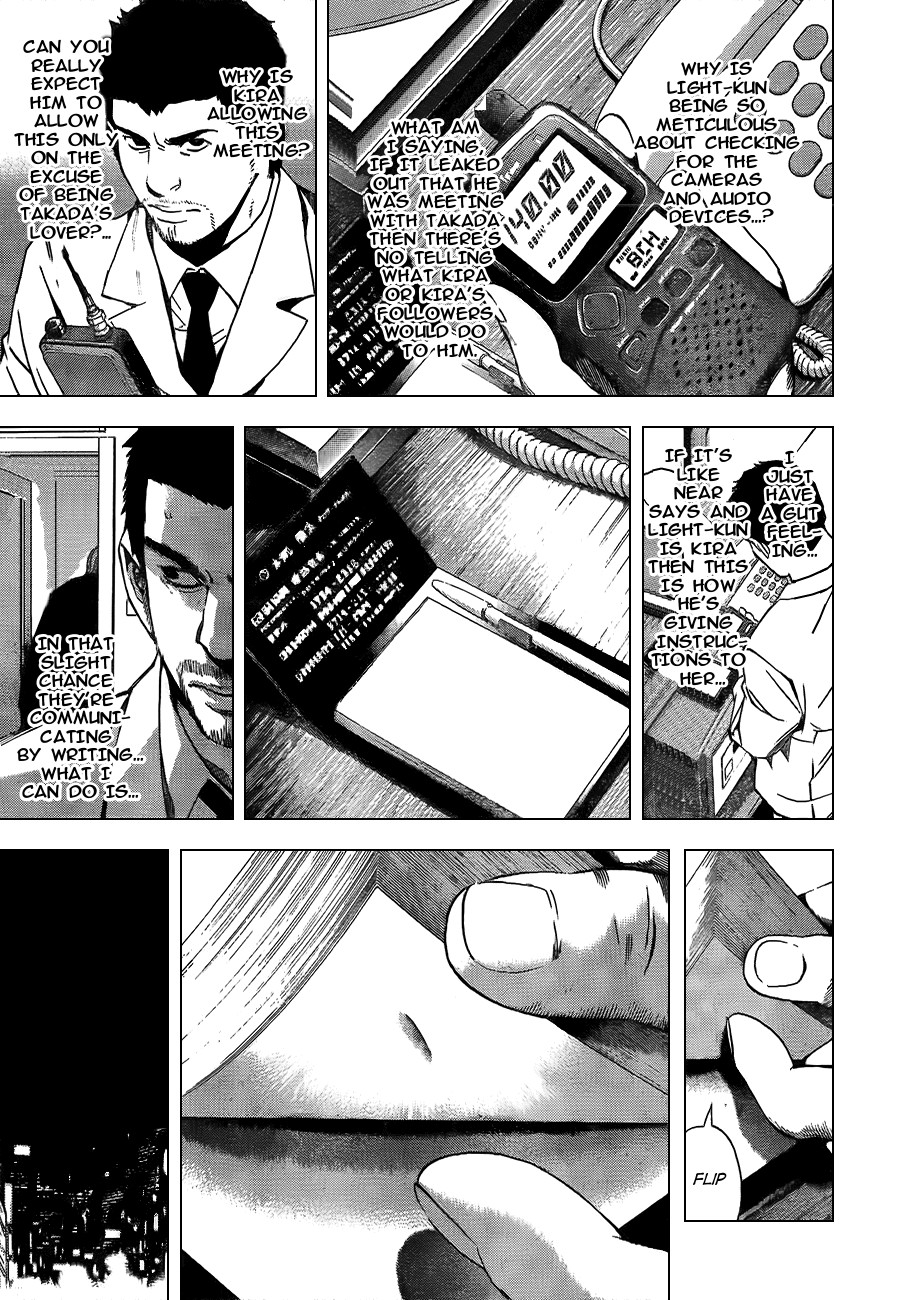 WHY IS
LIGHT-KUN
BEING SO
METICULOUS
ABOUT CHECKING
FOR THE
CAMERAS
AND AUDIO
DEVICES...?
WHAT AM
I SAYING,
IF IT LEAKED
OUT THAT HE
WAS MEETING
WITH TAKADA
THEN THERE'S
NO TELLING
WHAT KIRA
OR KIRA'S
FOLLOWERS
WOULD DO
TO HIM.
8CH
WHY IS
KIRA
ALLOWING
THIS
MEETING?
CAN YOU
REALLY
EXPECT
HIM TO
ALLOW
THIS ONLY
ON THE
EXCUSE
OF BEING
TAKADA'S
LOVER?...
I
JUST
HAVE
A GUT
FEEL-
ING...
IF IT'S
LIKE
NEAR
SAYS AND
LIGHT-KUN
IS KIRA
THEN THIS
IS HOW
HE'S
GIVING
INSTRUC-
TIONS TO
HER...
IN THAT
SLIGHT
CHANCE
THEY'RE
COMMUNI-
CATING
BY WRITING...
WHAT I
CAN DO IS...
FLIP